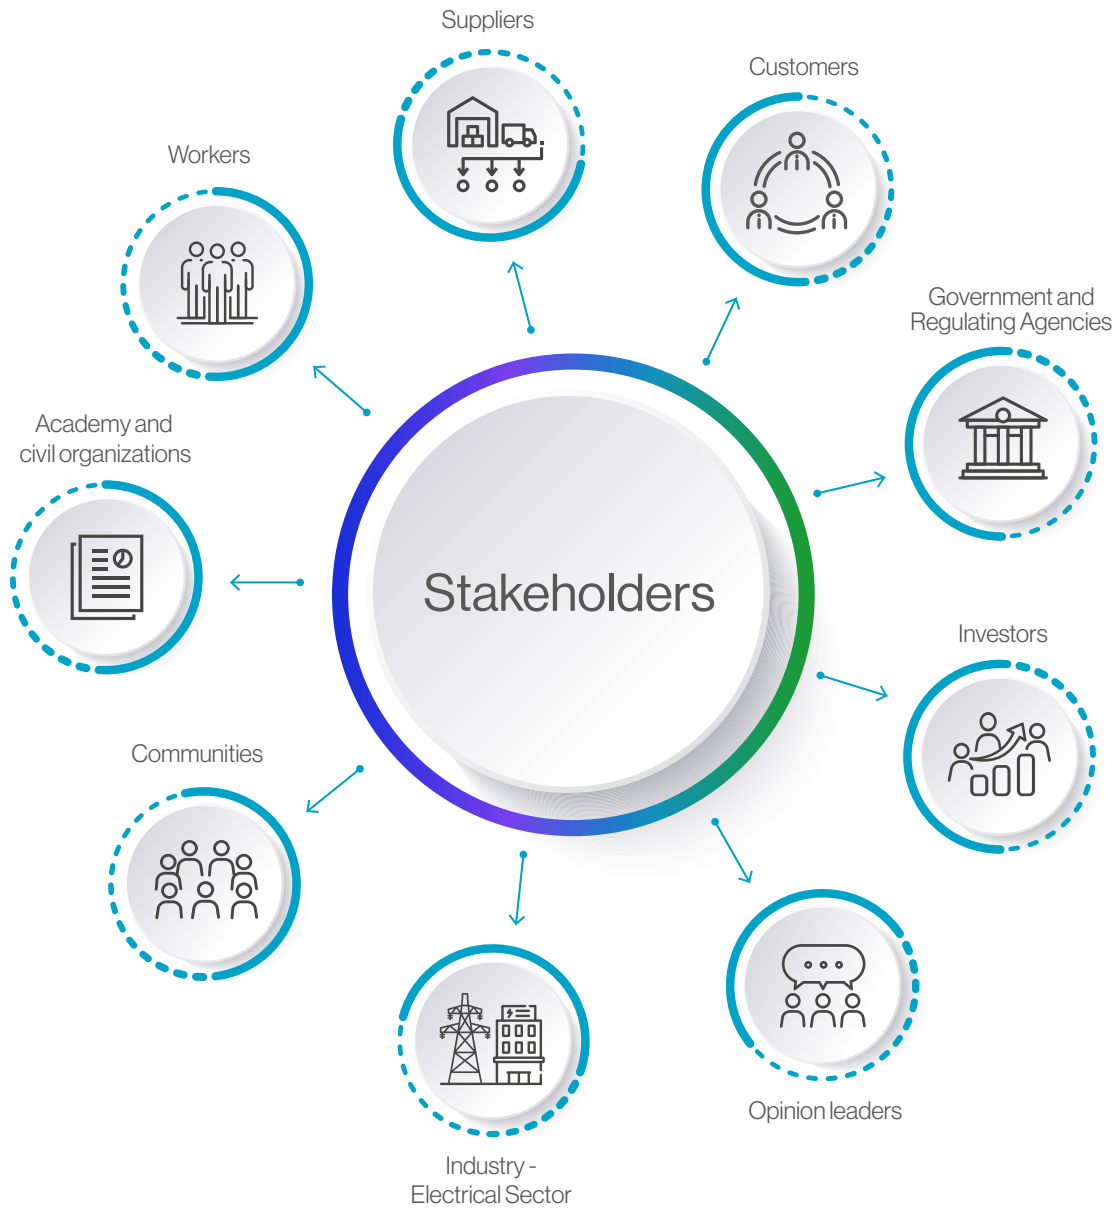 Suppliers
Customers
Workers
Government and
Regulating Agencies
Academy and
civil organizations
Stakeholders
Investors
Communities
Opinion leaders
Industry -
Electrical Sector